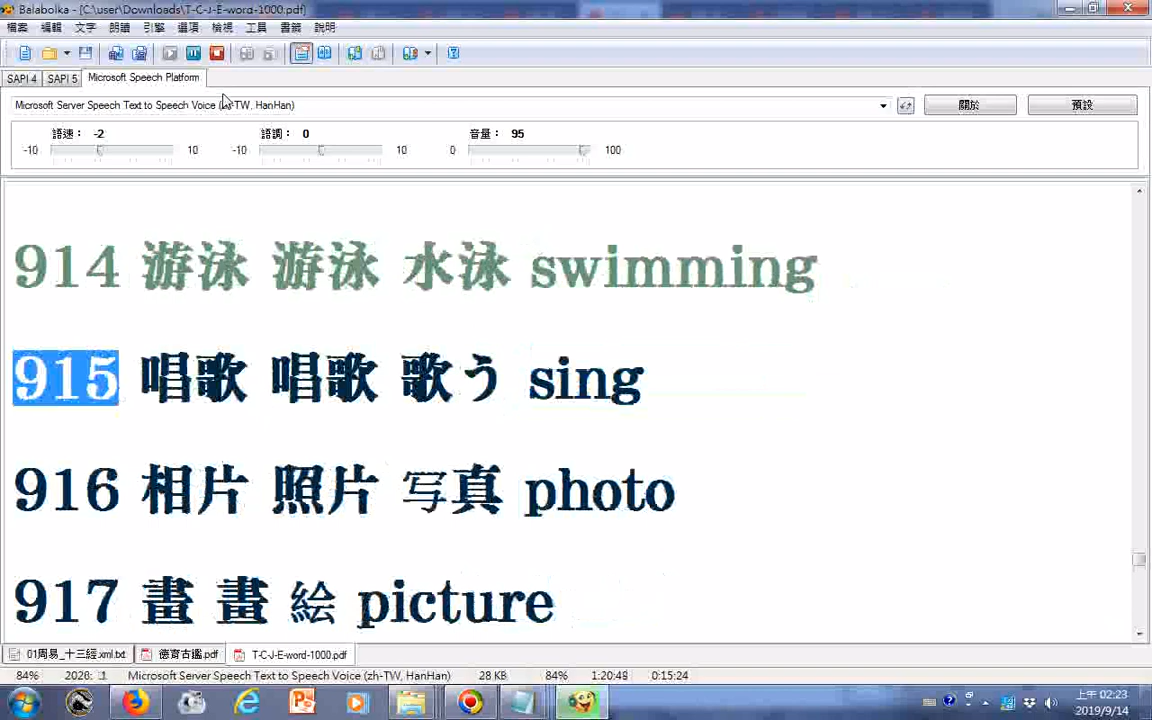 Balabolka - [C:\user\Downloads\T-C-J-E-word-1000.pdf]
檔案 編輯 文字 朗讀 引擎 選項 檢視 工具 書籤 說明
SAPI 4 SAPI 5 Microsoft Speech Platform
Microsoft Server Speech Text to Speech Voice (zh-TW, HanHan) 關於 預設
語速： -2 語調： 0 音量： 95
-10 10 -10 10 0 100
914 游泳 游泳 水泳 swimming
915 唱歌 唱歌 歌う sing
916 相片 照片 写真 photo
917 畫 畫 絵 picture
01周易_十三經.xml.txt 德育古鑑.pdf T-C-J-E-word-1000.pdf
84% 2028: 1 Microsoft Server Speech Text to Speech Voice (zh-TW, HanHan) 28 KB 84% 1:20:48 0:15:24
上午 02:23
2019/9/14